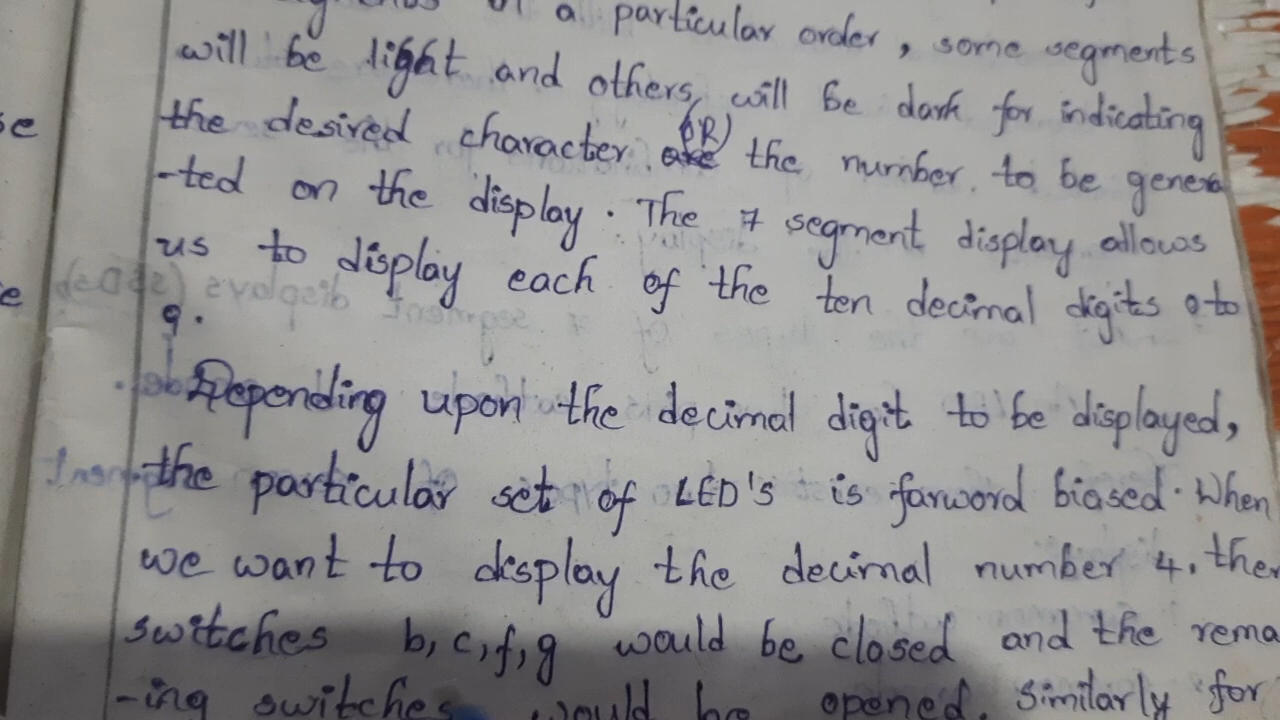 of a particular order, some segments
will be light and others, will be dark for indicating
the desired character (OR) the number. to be genera
-ted on the display. The 7 segment display allows
us to display each of the ten decimal digits 0 to
9.
Depending upon the decimal digit to be displayed,
the particular set of LED's is farword biased. When
we want to display the decimal number 4. then
switches b, c, f, g would be closed and the rema
-ing switches would be opened. Similarly for